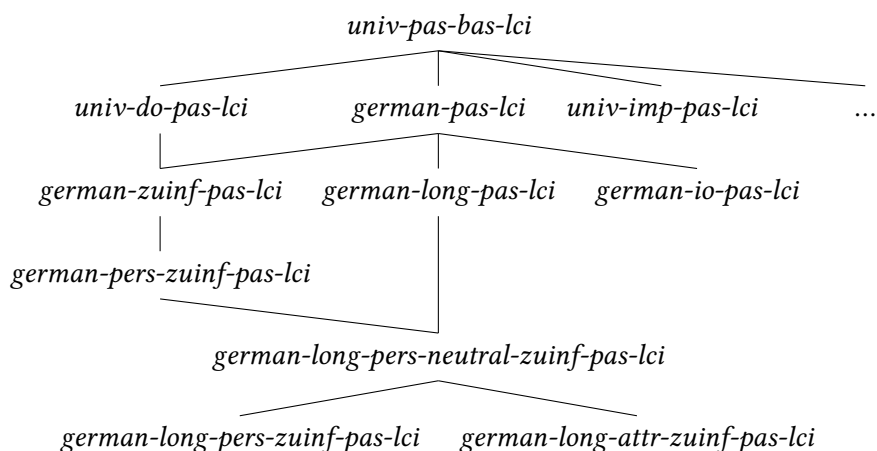 univ-pas-bas-lci
univ-do-pas-lci german-pas-lci univ-imp-pas-lci ...
german-zuinf-pas-lci german-long-pas-lci german-io-pas-lci
german-pers-zuinf-pas-lci
german-long-pers-neutral-zuinf-pas-lci
german-long-pers-zuinf-pas-lci german-long-attr-zuinf-pas-lci